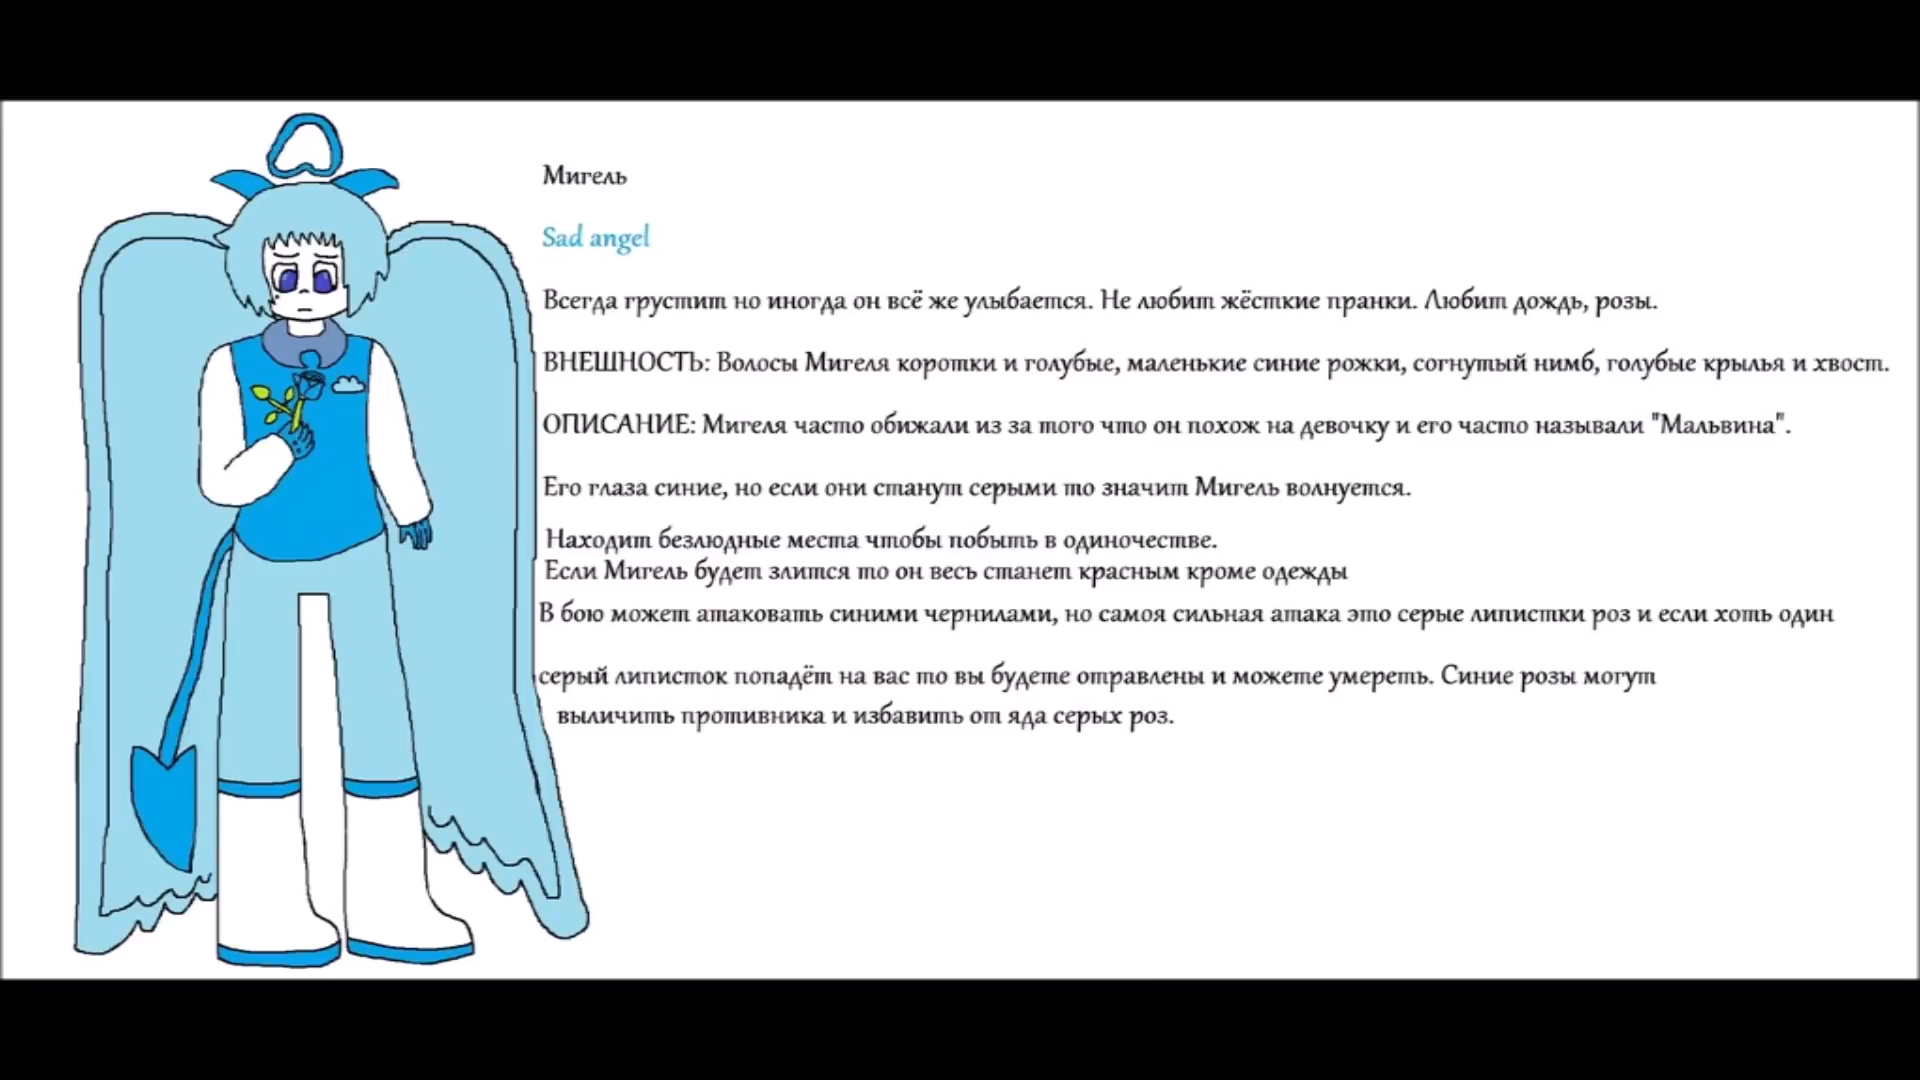 Мигель
Sad angel
Всегда грустит но иногда он всё же улыбается. Не любит жёсткие пранки. Любит дождь, розы.
ВНЕШНОСТЬ: Волосы Мигеля коротки и голубые, маленькие синие рожки, согнутый нимб, голубые крылья и хвост.
ОПИСАНИЕ: Мигеля часто обижали из за того что он похож на девочку и его часто называли "Мальвина".
Его глаза синие, но если они станут серыми то значит Мигель волнуется.
Находит безлюдные места чтобы побыть в одиночестве.
Если Мигель будет злится то он весь станет красным кроме одежды
В бою может атаковать синими чернилами, но самоя сильная атака это серые липистки роз и если хоть один
серый липисток попадёт на вас то вы будете отравлены и можете умереть. Синие розы могут
выличить противника и избавить от яда серых роз.